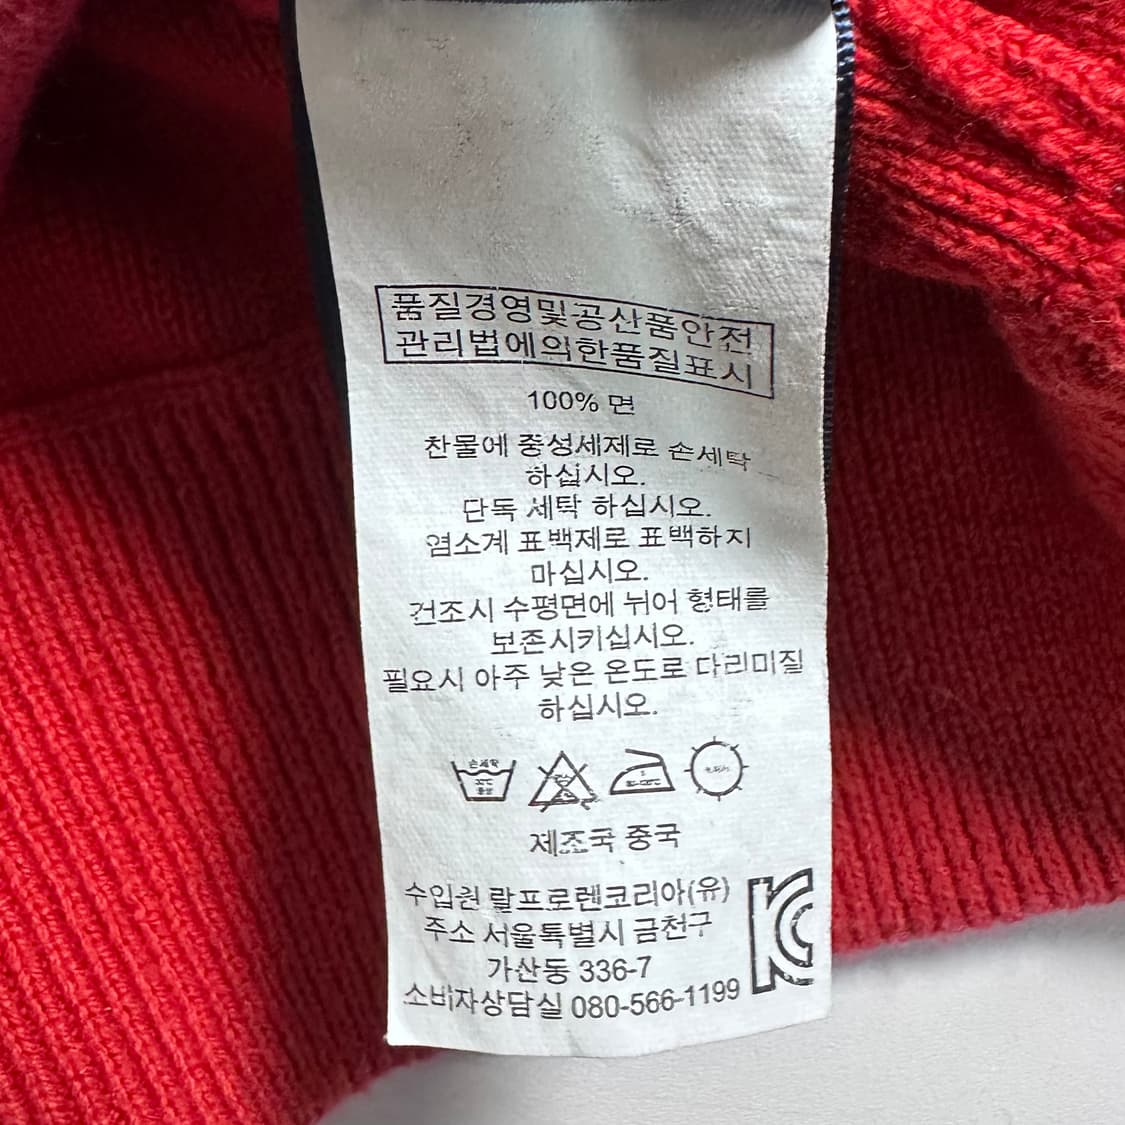 품질경영및공산품안전
관리법에의한품질표시
100% 면
찬물에 중성세제로 손세탁
하십시오.
단독 세탁 하십시오.
염소계 표백제로 표백하지
마십시오.
건조시 수평면에 뉘어 형태를
보존시키십시오.
필요시 아주 낮은 온도로 다리미질
하십시오.
손세탁
30℃
중성
제조국 중국
수입원 랄프로렌코리아(유)
주소 서울특별시 금천구
가산동 336-7
소비자상담실 080-566-1199